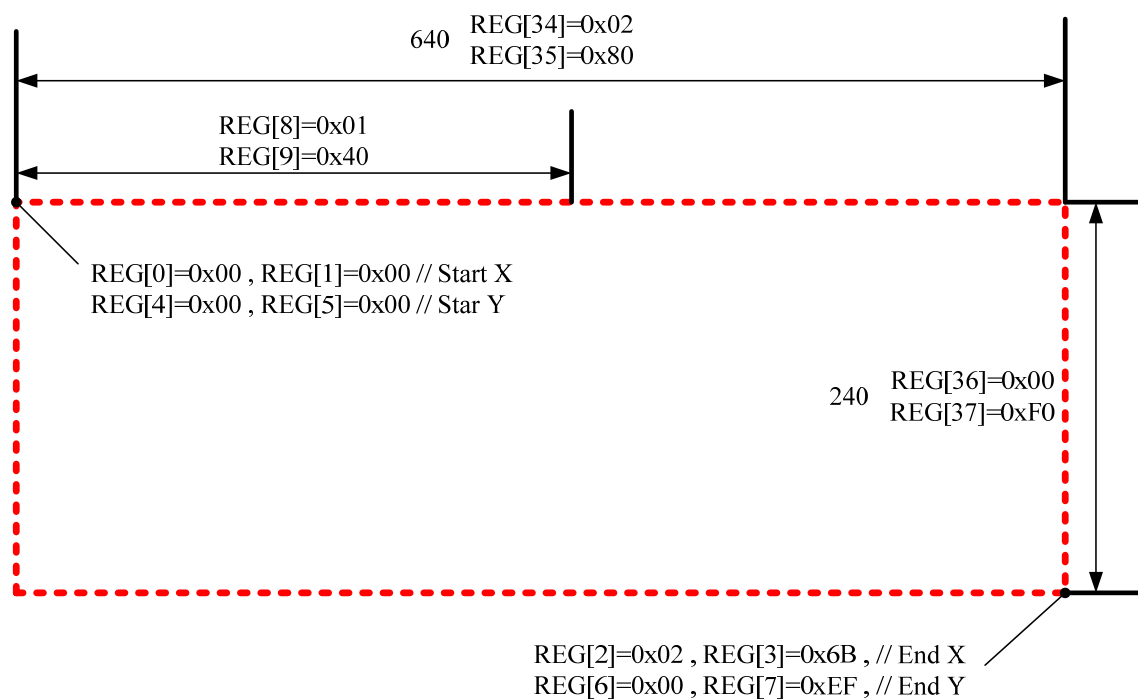 640
REG[34]=0x02
REG[35]=0x80
REG[8]=0x01
REG[9]=0x40
REG[0]=0x00 , REG[1]=0x00 // Start X
REG[4]=0x00 , REG[5]=0x00 // Star Y
240
REG[36]=0x00
REG[37]=0xF0
REG[2]=0x02 , REG[3]=0x6B , // End X
REG[6]=0x00 , REG[7]=0xEF , // End Y